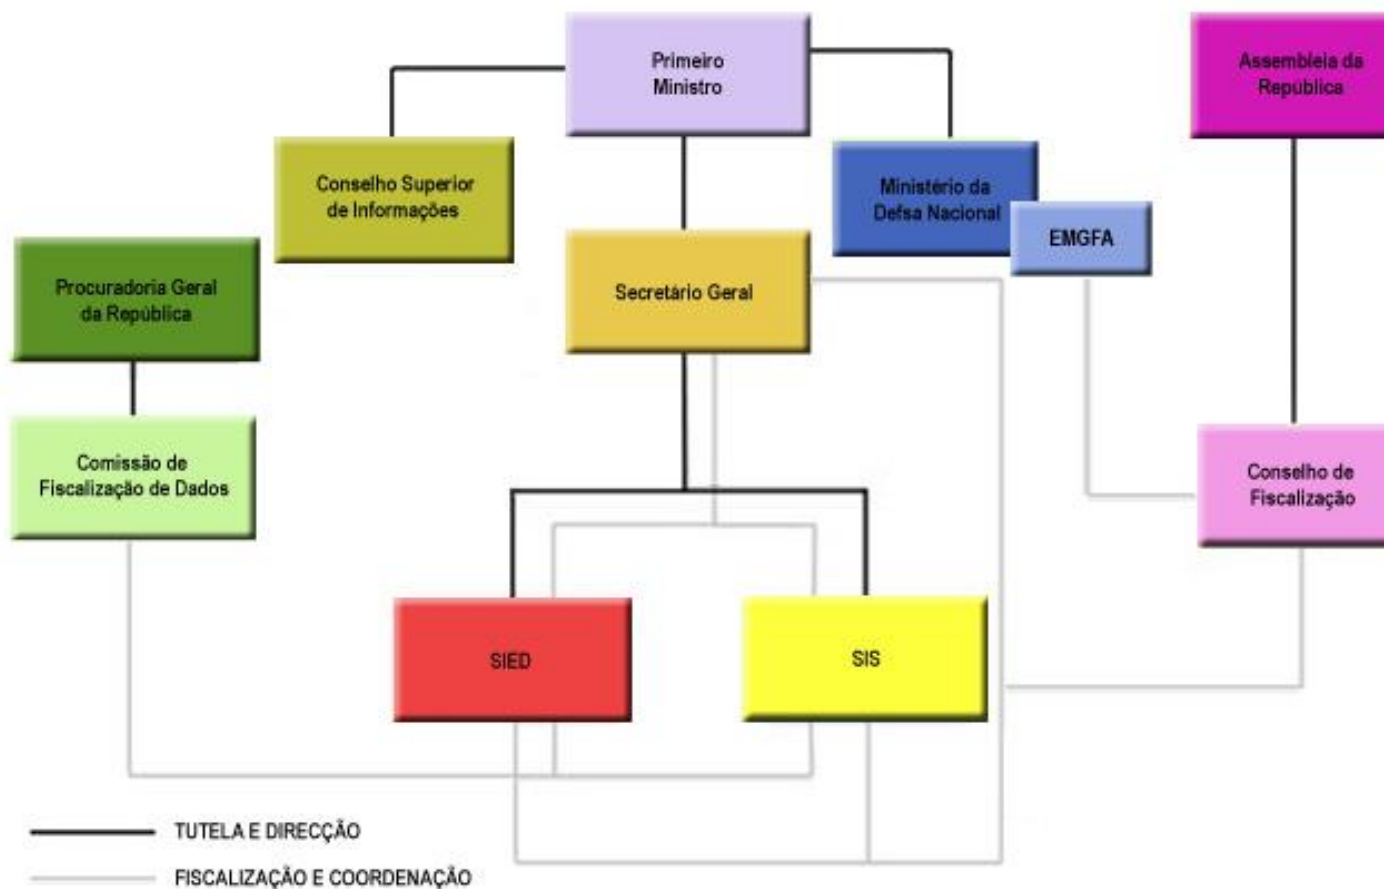 Primeiro
Ministro
Assembleia da
República
Conselho Superior
de Informações
Ministério da
Defsa Nacional
EMGFA
Procuradoria Geral
da República
Secretário Geral
Comissão de
Fiscalização de Dados
Conselho de
Fiscalização
SIED
SIS
TUTELA E DIRECÇÃO
FISCALIZAÇÃO E COORDENAÇÃO